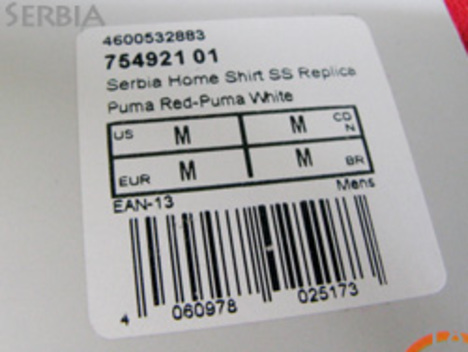 SERBIA
4600532883
754921 01
Serbia Home Shirt SS Replica
Puma Red-Puma White
US M M CDN
EUR M M BR
EAN-13 Mens
4 060978 025173